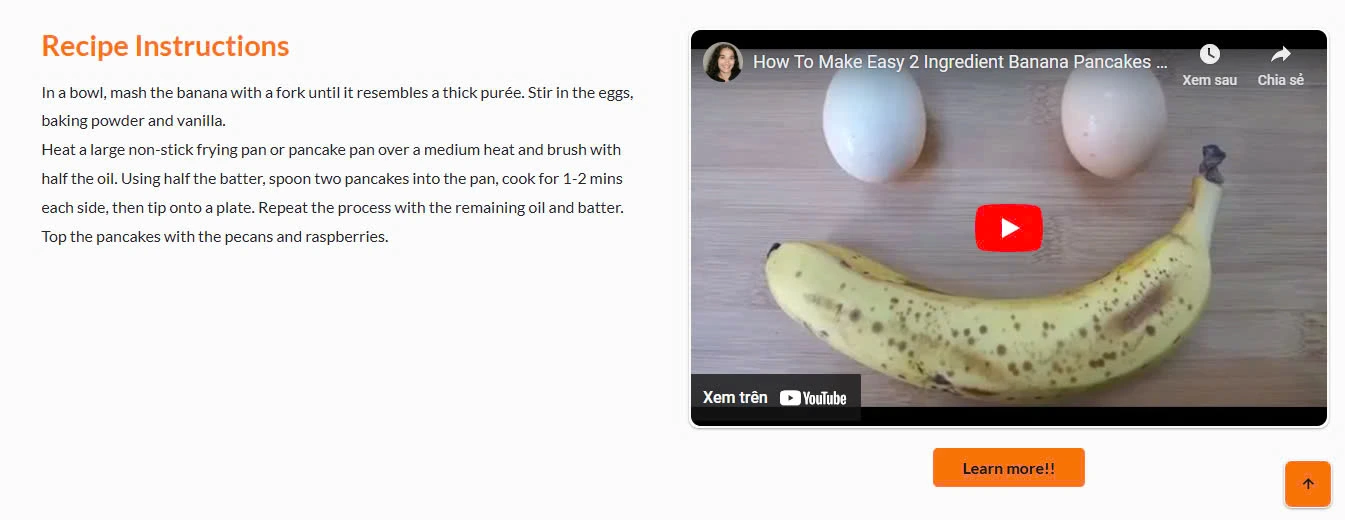 Recipe Instructions
In a bowl, mash the banana with a fork until it resembles a thick purée. Stir in the eggs,
baking powder and vanilla.
Heat a large non-stick frying pan or pancake pan over a medium heat and brush with
half the oil. Using half the batter, spoon two pancakes into the pan, cook for 1-2 mins
each side, then tip onto a plate. Repeat the process with the remaining oil and batter.
Top the pancakes with the pecans and raspberries.
How To Make Easy 2 Ingredient Banana Pancakes ...
Xem sau
Chia sẻ
Xem trên YouTube
Learn more!!